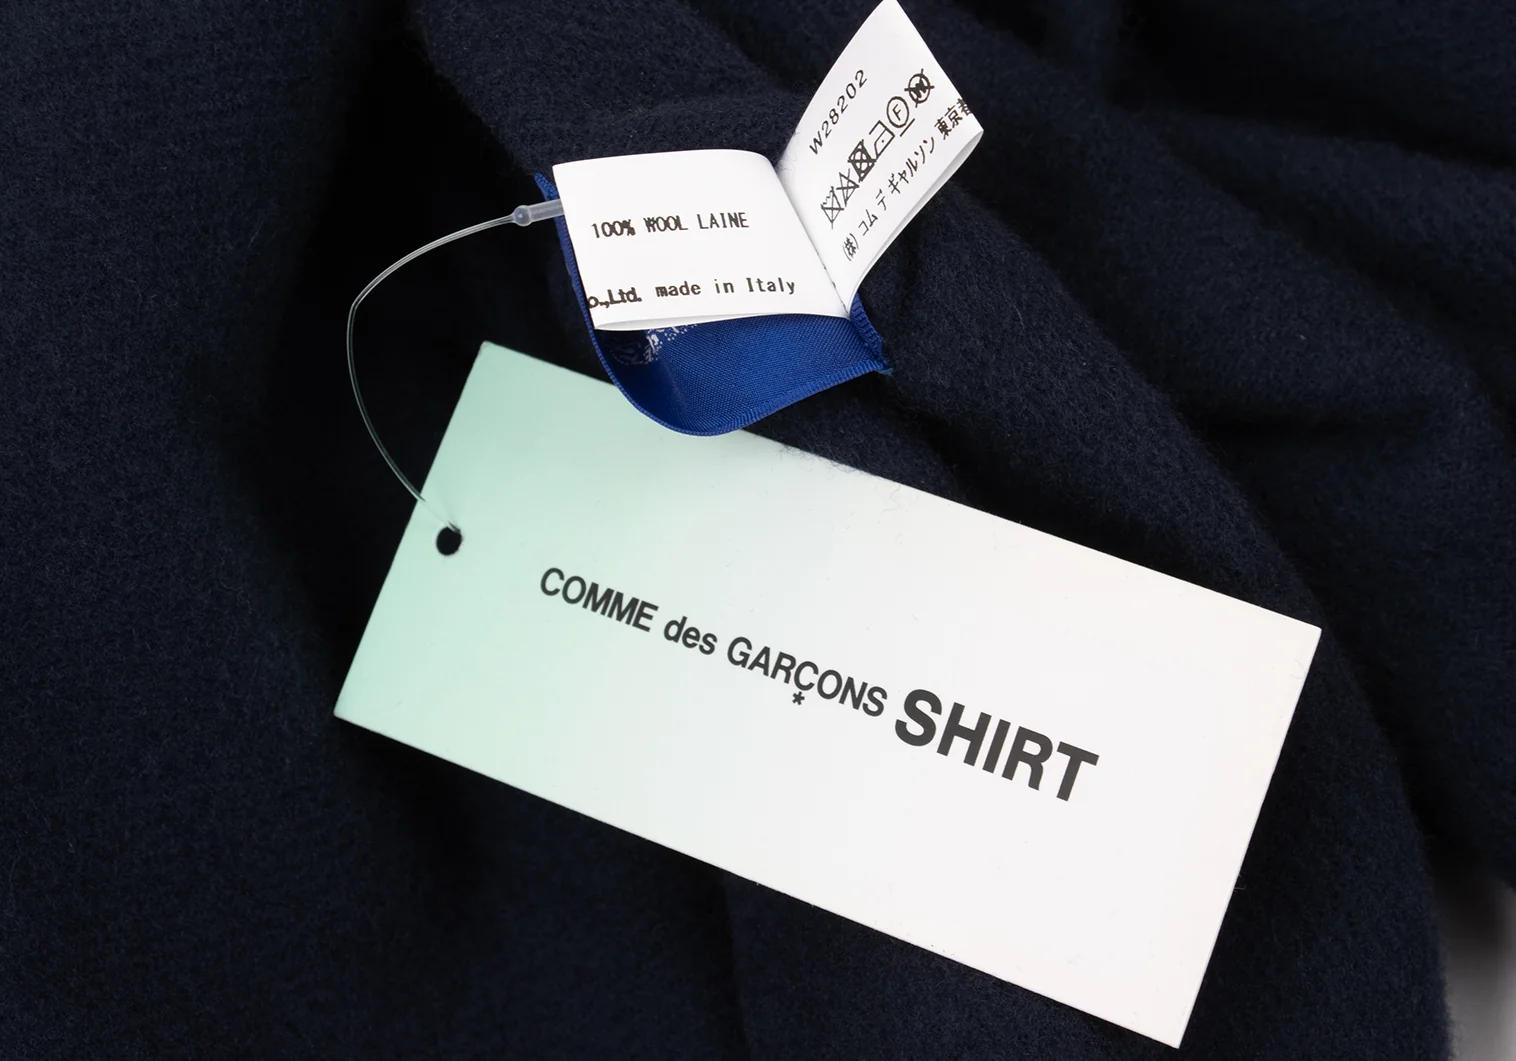 W28202
(株) コム デ ギャルソン 東京都
100% WOOL LAINE
o.,Ltd. made in Italy
COMME des GARÇONS SHIRT